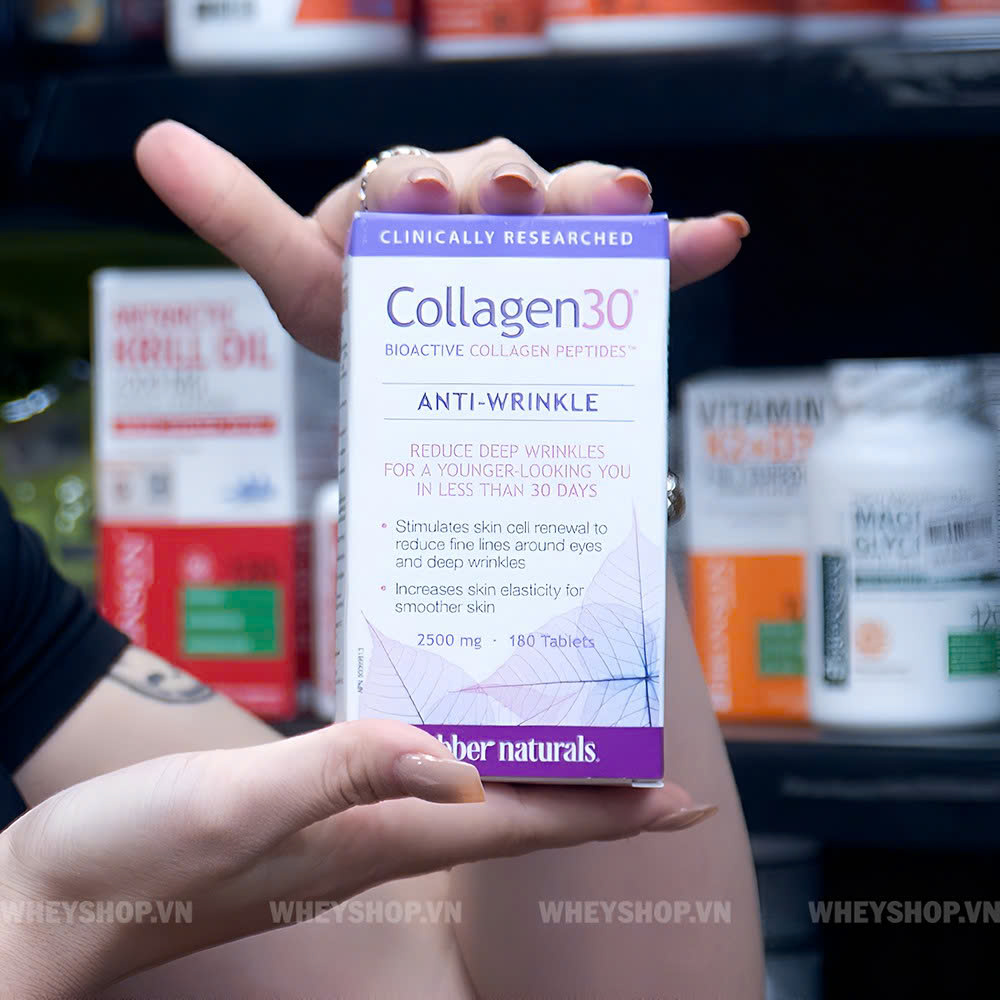 CLINICALLY RESEARCHED
Collagen30®
BIOACTIVE COLLAGEN PEPTIDES™
ANTI-WRINKLE
REDUCE DEEP WRINKLES
FOR A YOUNGER-LOOKING YOU
IN LESS THAN 30 DAYS
• Stimulates skin cell renewal to
reduce fine lines around eyes
and deep wrinkles
• Increases skin elasticity for
smoother skin
2500 mg · 180 Tablets
bber naturals.
KRILL OIL
VITAMIN
K2+D3
WHEYSHOP.VN
WHEYSHOP.VN
WHEYSHOP.VN
WHEYSHOP.VN